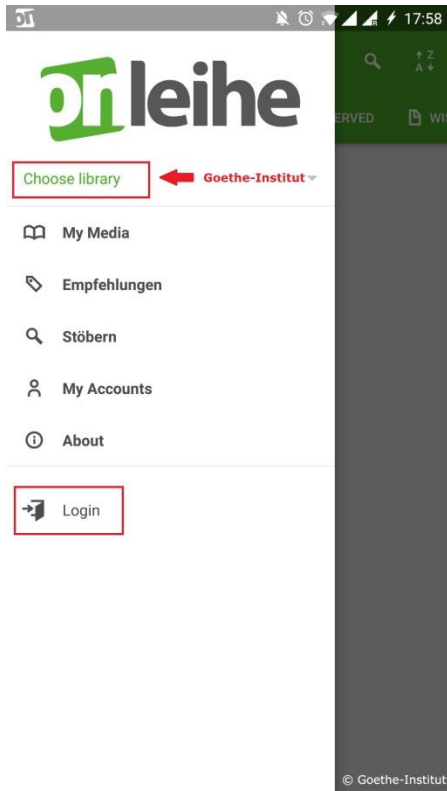 17:58
onleihe
Z
A
ERVED
WI
Choose library
Goethe-Institut
My Media
Empfehlungen
Stöbern
My Accounts
About
Login
© Goethe-Institut